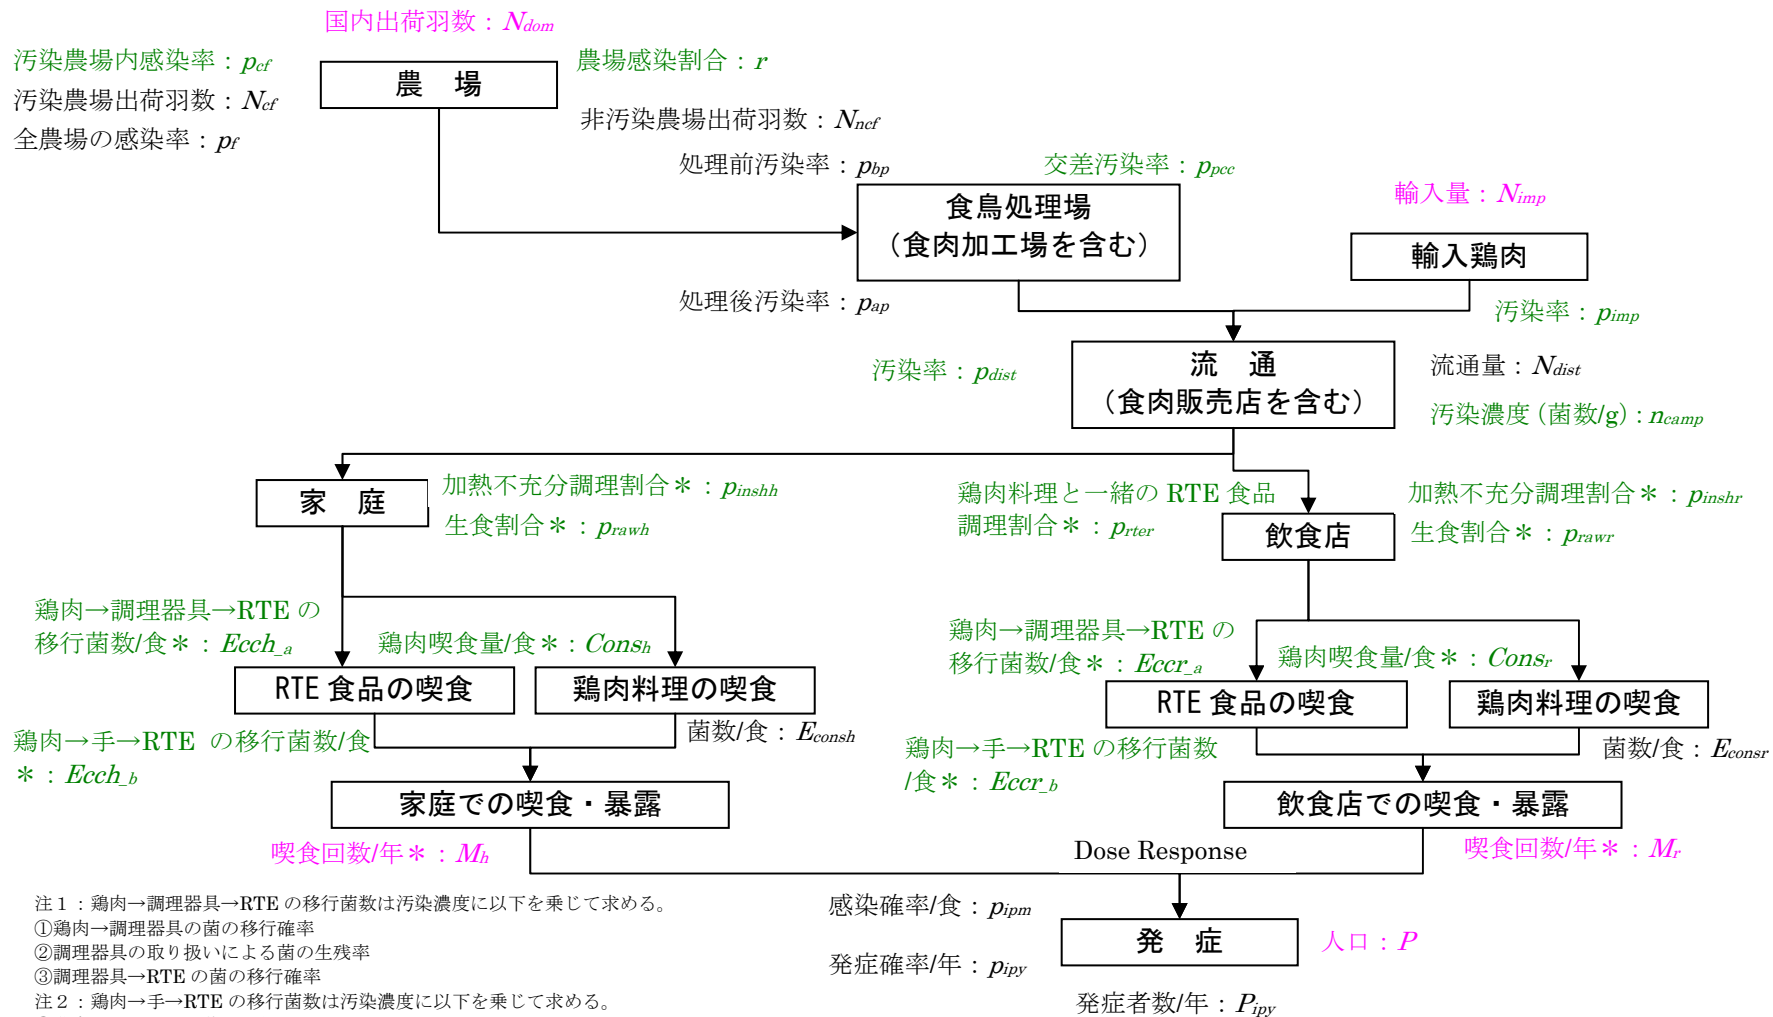 国内出荷羽数：Ndom
汚染農場内感染率：pcf
農場感染割合：r
農　場
汚染農場出荷羽数：Ncf
非汚染農場出荷羽数：Nncf
全農場の感染率：pf
処理前汚染率：pbp
交差汚染率：ppcc
輸入量：Nimp
食鳥処理場
（食肉加工場を含む）
輸入鶏肉
処理後汚染率：pap
汚染率：pimp
汚染率：pdist
流　通
（食肉販売店を含む）
流通量：Ndist
汚染濃度（菌数/g）：ncamp
家　庭
加熱不充分調理割合＊：pinshh
生食割合＊：prawh
鶏肉料理と一緒の RTE 食品
調理割合＊：prter
飲食店
加熱不充分調理割合＊：pinshr
生食割合＊：prawr
鶏肉→調理器具→RTE の
移行菌数/食＊：Ecch_a
鶏肉喫食量/食＊：Consh
鶏肉→調理器具→RTE の
移行菌数/食＊：Eccr_a
鶏肉喫食量/食＊：Consr
RTE 食品の喫食
鶏肉料理の喫食
RTE 食品の喫食
鶏肉料理の喫食
鶏肉→手→RTE の移行菌数/食
＊：Ecch_b
菌数/食：Econsh
鶏肉→手→RTE の移行菌数
/食＊：Eccr_b
菌数/食：Econsr
家庭での喫食・暴露
飲食店での喫食・暴露
喫食回数/年＊：Mh
Dose Response
喫食回数/年＊：Mr
感染確率/食：pipm
発　症
人口：P
発症確率/年：pipy
発症者数/年：Pipy
注１：鶏肉→調理器具→RTE の移行菌数は汚染濃度に以下を乗じて求める。
①鶏肉→調理器具の菌の移行確率
②調理器具の取り扱いによる菌の生残率
③調理器具→RTE の菌の移行確率
注２：鶏肉→手→RTE の移行菌数は汚染濃度に以下を乗じて求める。